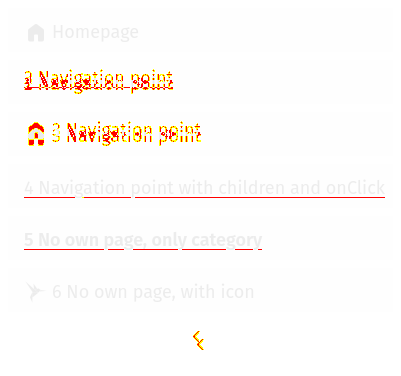 Homepage
2 Navigation point
3 Navigation point
4 Navigation point with children and onClick
5 No own page, only category
6 No own page, with icon